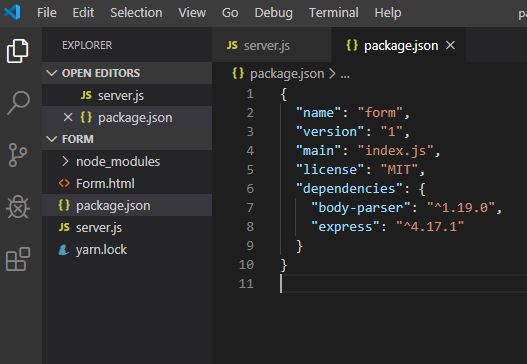 File Edit Selection View Go Debug Terminal Help
EXPLORER
OPEN EDITORS
JS server.js
{} package.json
FORM
node_modules
<> Form.html
{} package.json
JS server.js
yarn.lock
JS server.js {} package.json
{} package.json > ...
1 {
2 "name": "form",
3 "version": "1",
4 "main": "index.js",
5 "license": "MIT",
6 "dependencies": {
7 "body-parser": "^1.19.0",
8 "express": "^4.17.1"
9 }
10 }
11